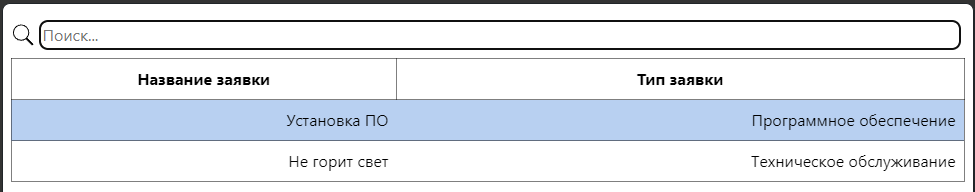 Поиск...
Название заявки Тип заявки
Установка ПО Программное обеспечение
Не горит свет Техническое обслуживание